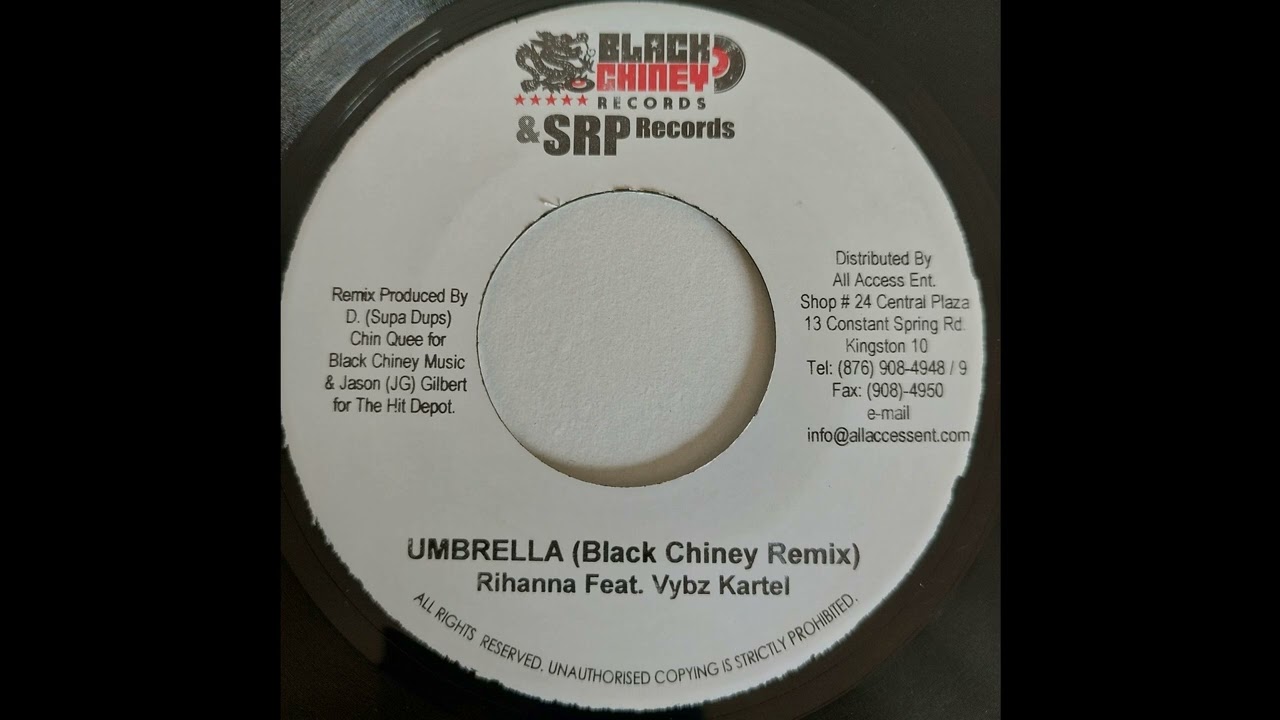 BLACK
CHINEY
RECORDS
& SRP Records
Remix Produced By
D. (Supa Dups)
Chin Quee for
Black Chiney Music
& Jason (JG) Gilbert
for The Hit Depot.
Distributed By
All Access Ent.
Shop # 24 Central Plaza
13 Constant Spring Rd.
Kingston 10
Tel: (876) 908-4948 / 9
Fax: (908)-4950
e-mail
info@allaccessent.com
UMBRELLA (Black Chiney Remix)
Rihanna Feat. Vybz Kartel
ALL RIGHTS RESERVED. UNAUTHORISED COPYING IS STRICTLY PROHIBITED.